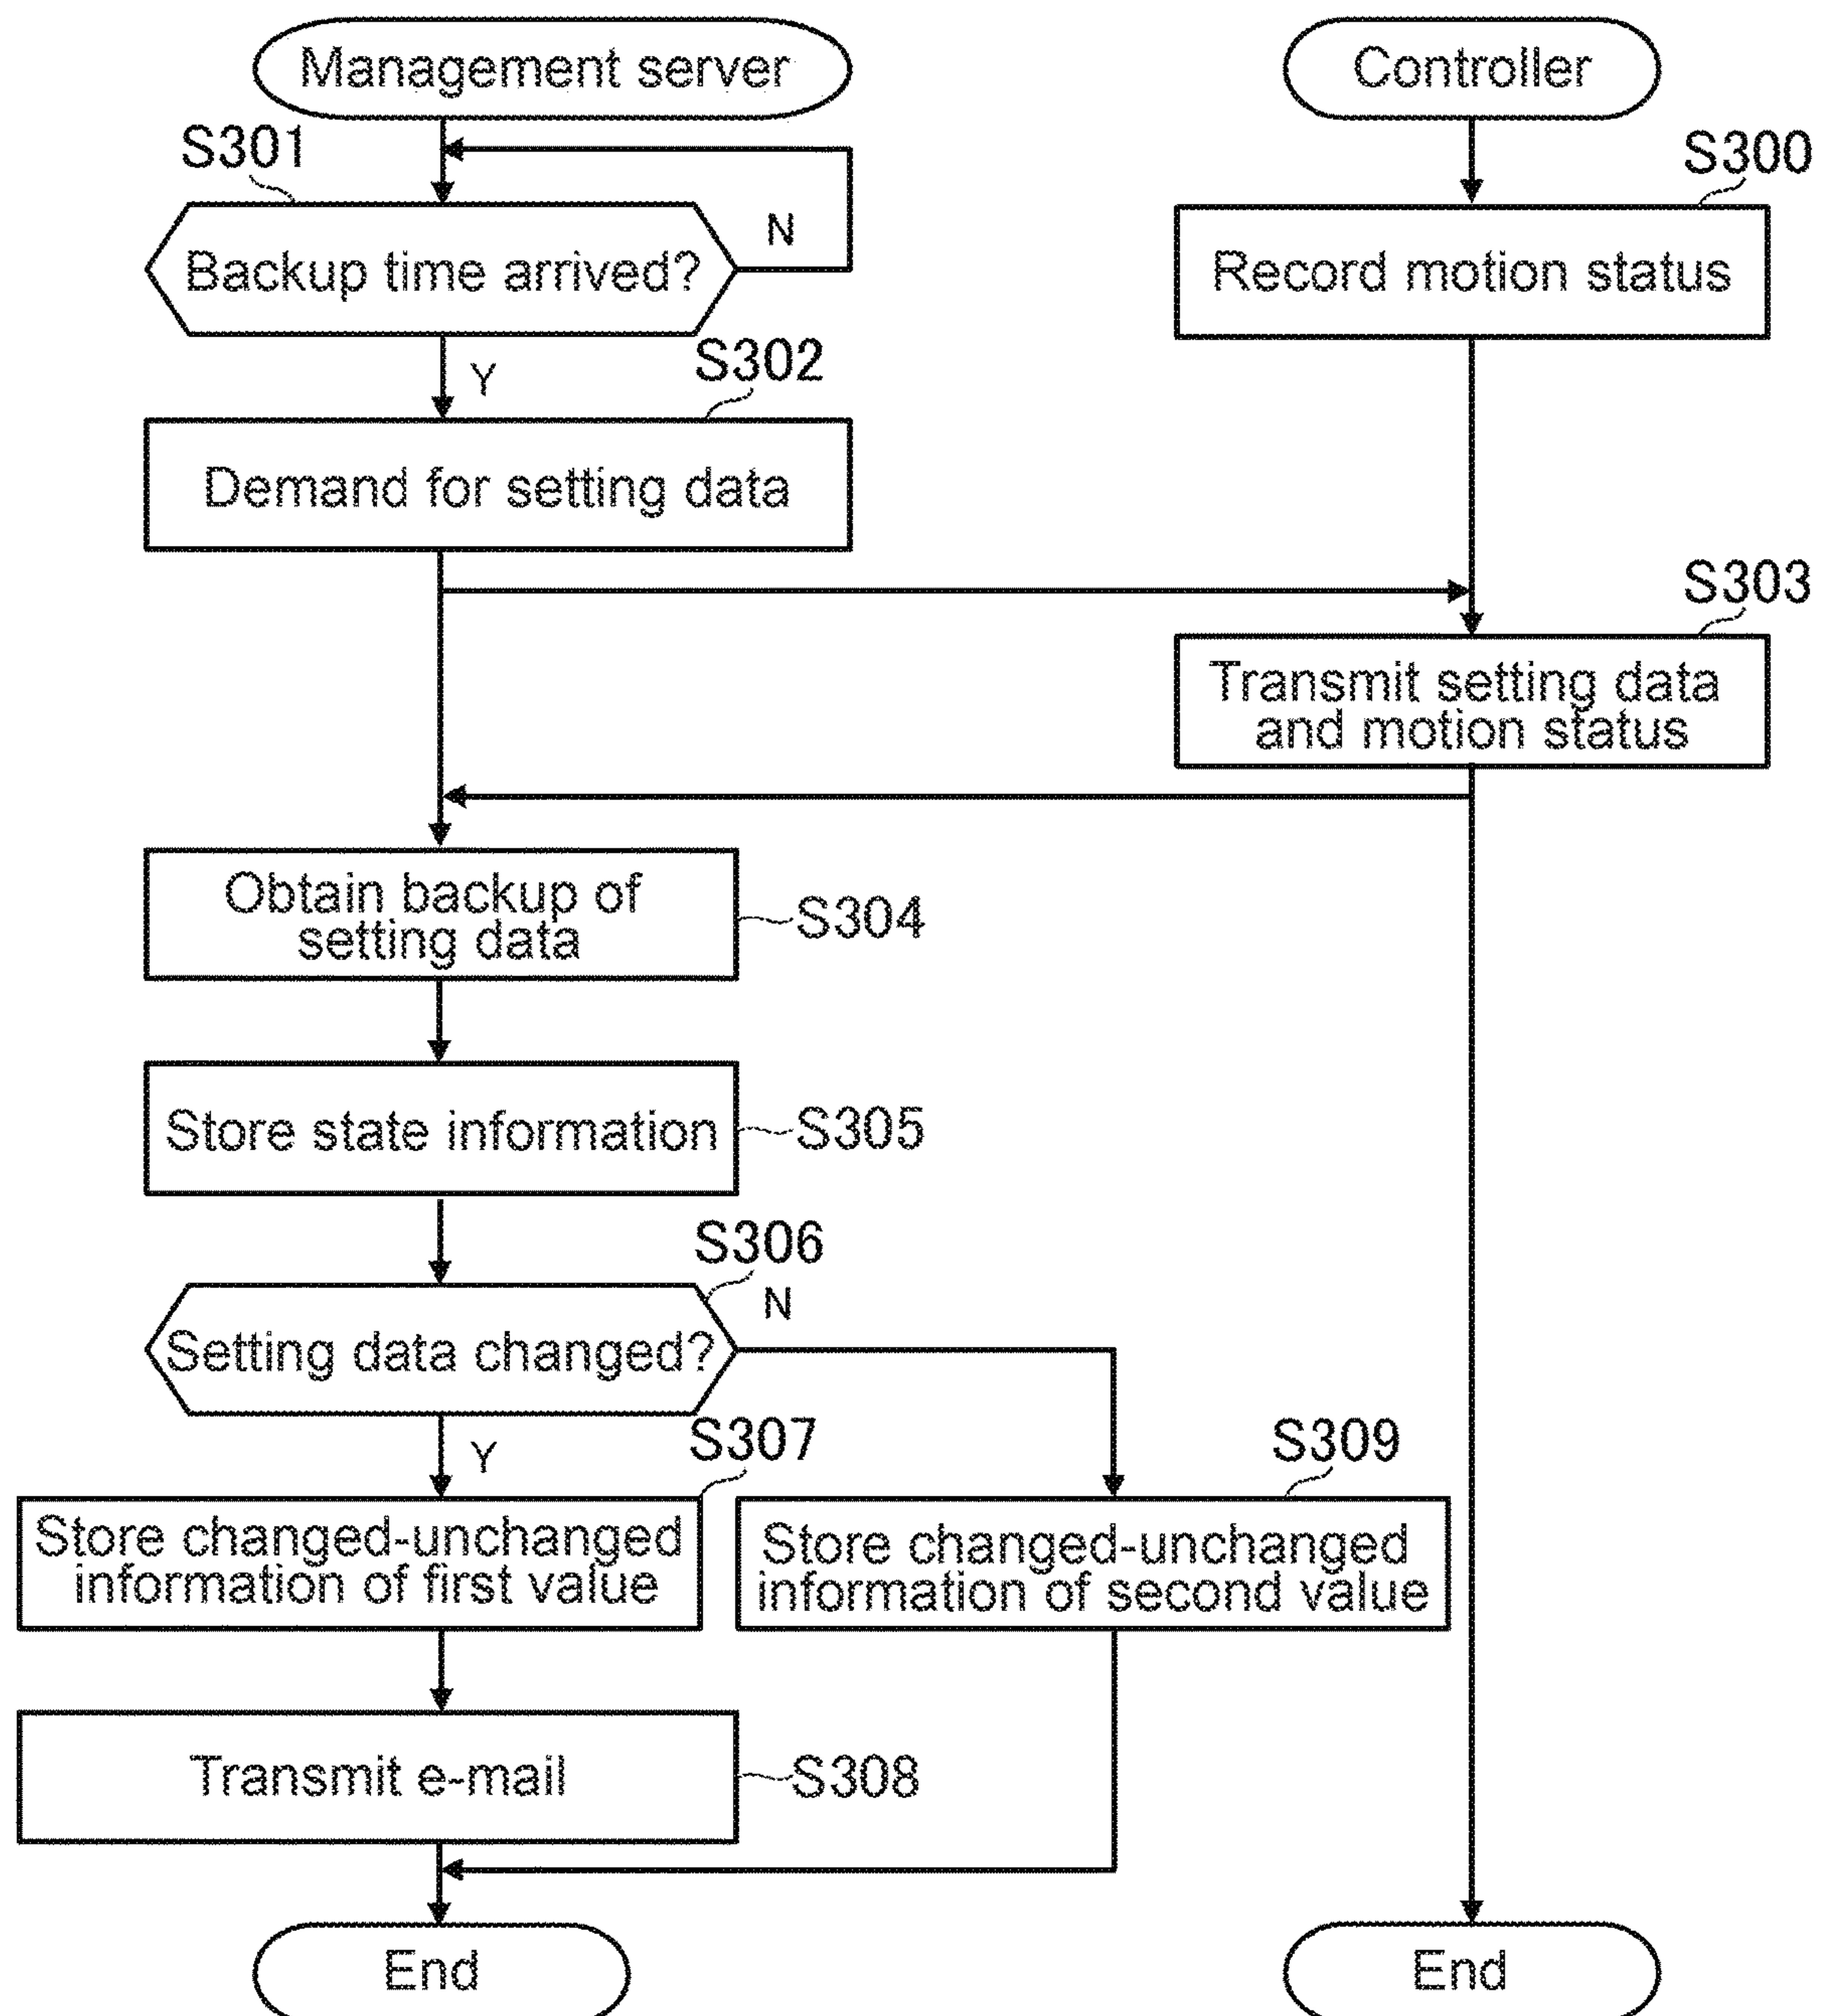 Management server
Controller
S301
S300
N
Backup time arrived?
Record motion status
Y
S302
Demand for setting data
S303
Transmit setting data
and motion status
Obtain backup of
setting data
S304
Store state information
S305
S306
N
Setting data changed?
Y
S307
S309
Store changed-unchanged
information of first value
Store changed-unchanged
information of second value
Transmit e-mail
S308
End
End